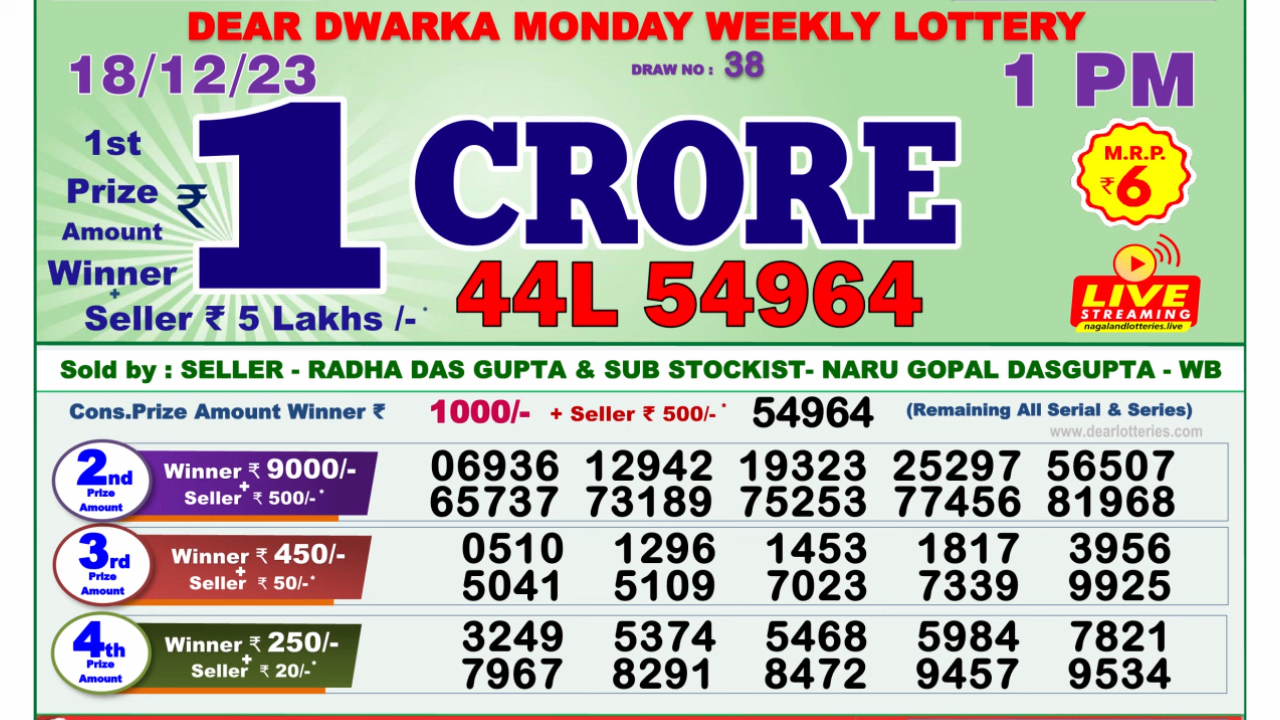 DEAR DWARKA MONDAY WEEKLY LOTTERY
18/12/23
DRAW NO : 38
1 PM
1st
Prize
Amount
Winner
+
Seller ₹ 5 Lakhs /- *
₹ 1 CRORE
44L 54964
M.R.P.
₹6
LIVE
STREAMING
nagalandlotteries.live
Sold by : SELLER - RADHA DAS GUPTA & SUB STOCKIST- NARU GOPAL DASGUPTA - WB
Cons.Prize Amount Winner ₹ 1000/- + Seller ₹ 500/- * 54964 (Remaining All Serial & Series)
www.dearlotteries.com
2nd
Prize
Amount
Winner ₹ 9000/-
+
Seller ₹ 500/- *
06936 12942 19323 25297 56507
65737 73189 75253 77456 81968
3rd
Prize
Amount
Winner ₹ 450/-
+
Seller ₹ 50/- *
0510 1296 1453 1817 3956
5041 5109 7023 7339 9925
4th
Prize
Amount
Winner ₹ 250/-
+
Seller ₹ 20/- *
3249 5374 5468 5984 7821
7967 8291 8472 9457 9534